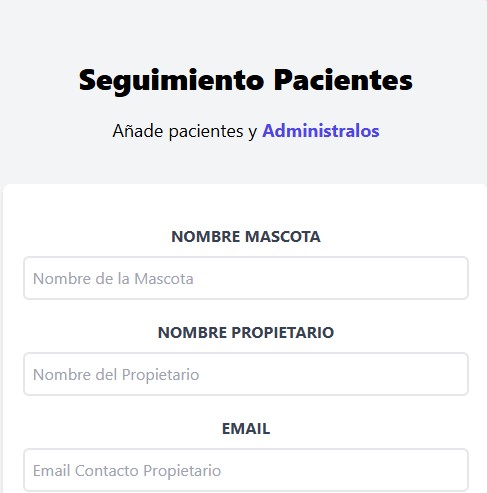 Seguimiento Pacientes
Añade pacientes y Administralos
NOMBRE MASCOTA
Nombre de la Mascota
NOMBRE PROPIETARIO
Nombre del Propietario
EMAIL
Email Contacto Propietario